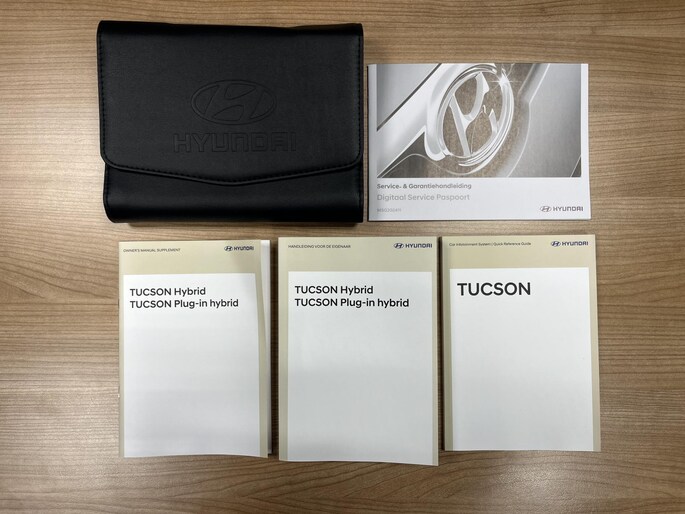 HYUNDAI
Service- & Garantiehandleiding
Digitaal Service Paspoort
HYUNDAI
OWNER'S MANUAL SUPPLEMENT
HYUNDAI
TUCSON Hybrid
TUCSON Plug-in hybrid
HANDLEIDING VOOR DE EIGENAAR
HYUNDAI
TUCSON Hybrid
TUCSON Plug-in hybrid
Car Infotainment System | Quick Reference Guide
HYUNDAI
TUCSON